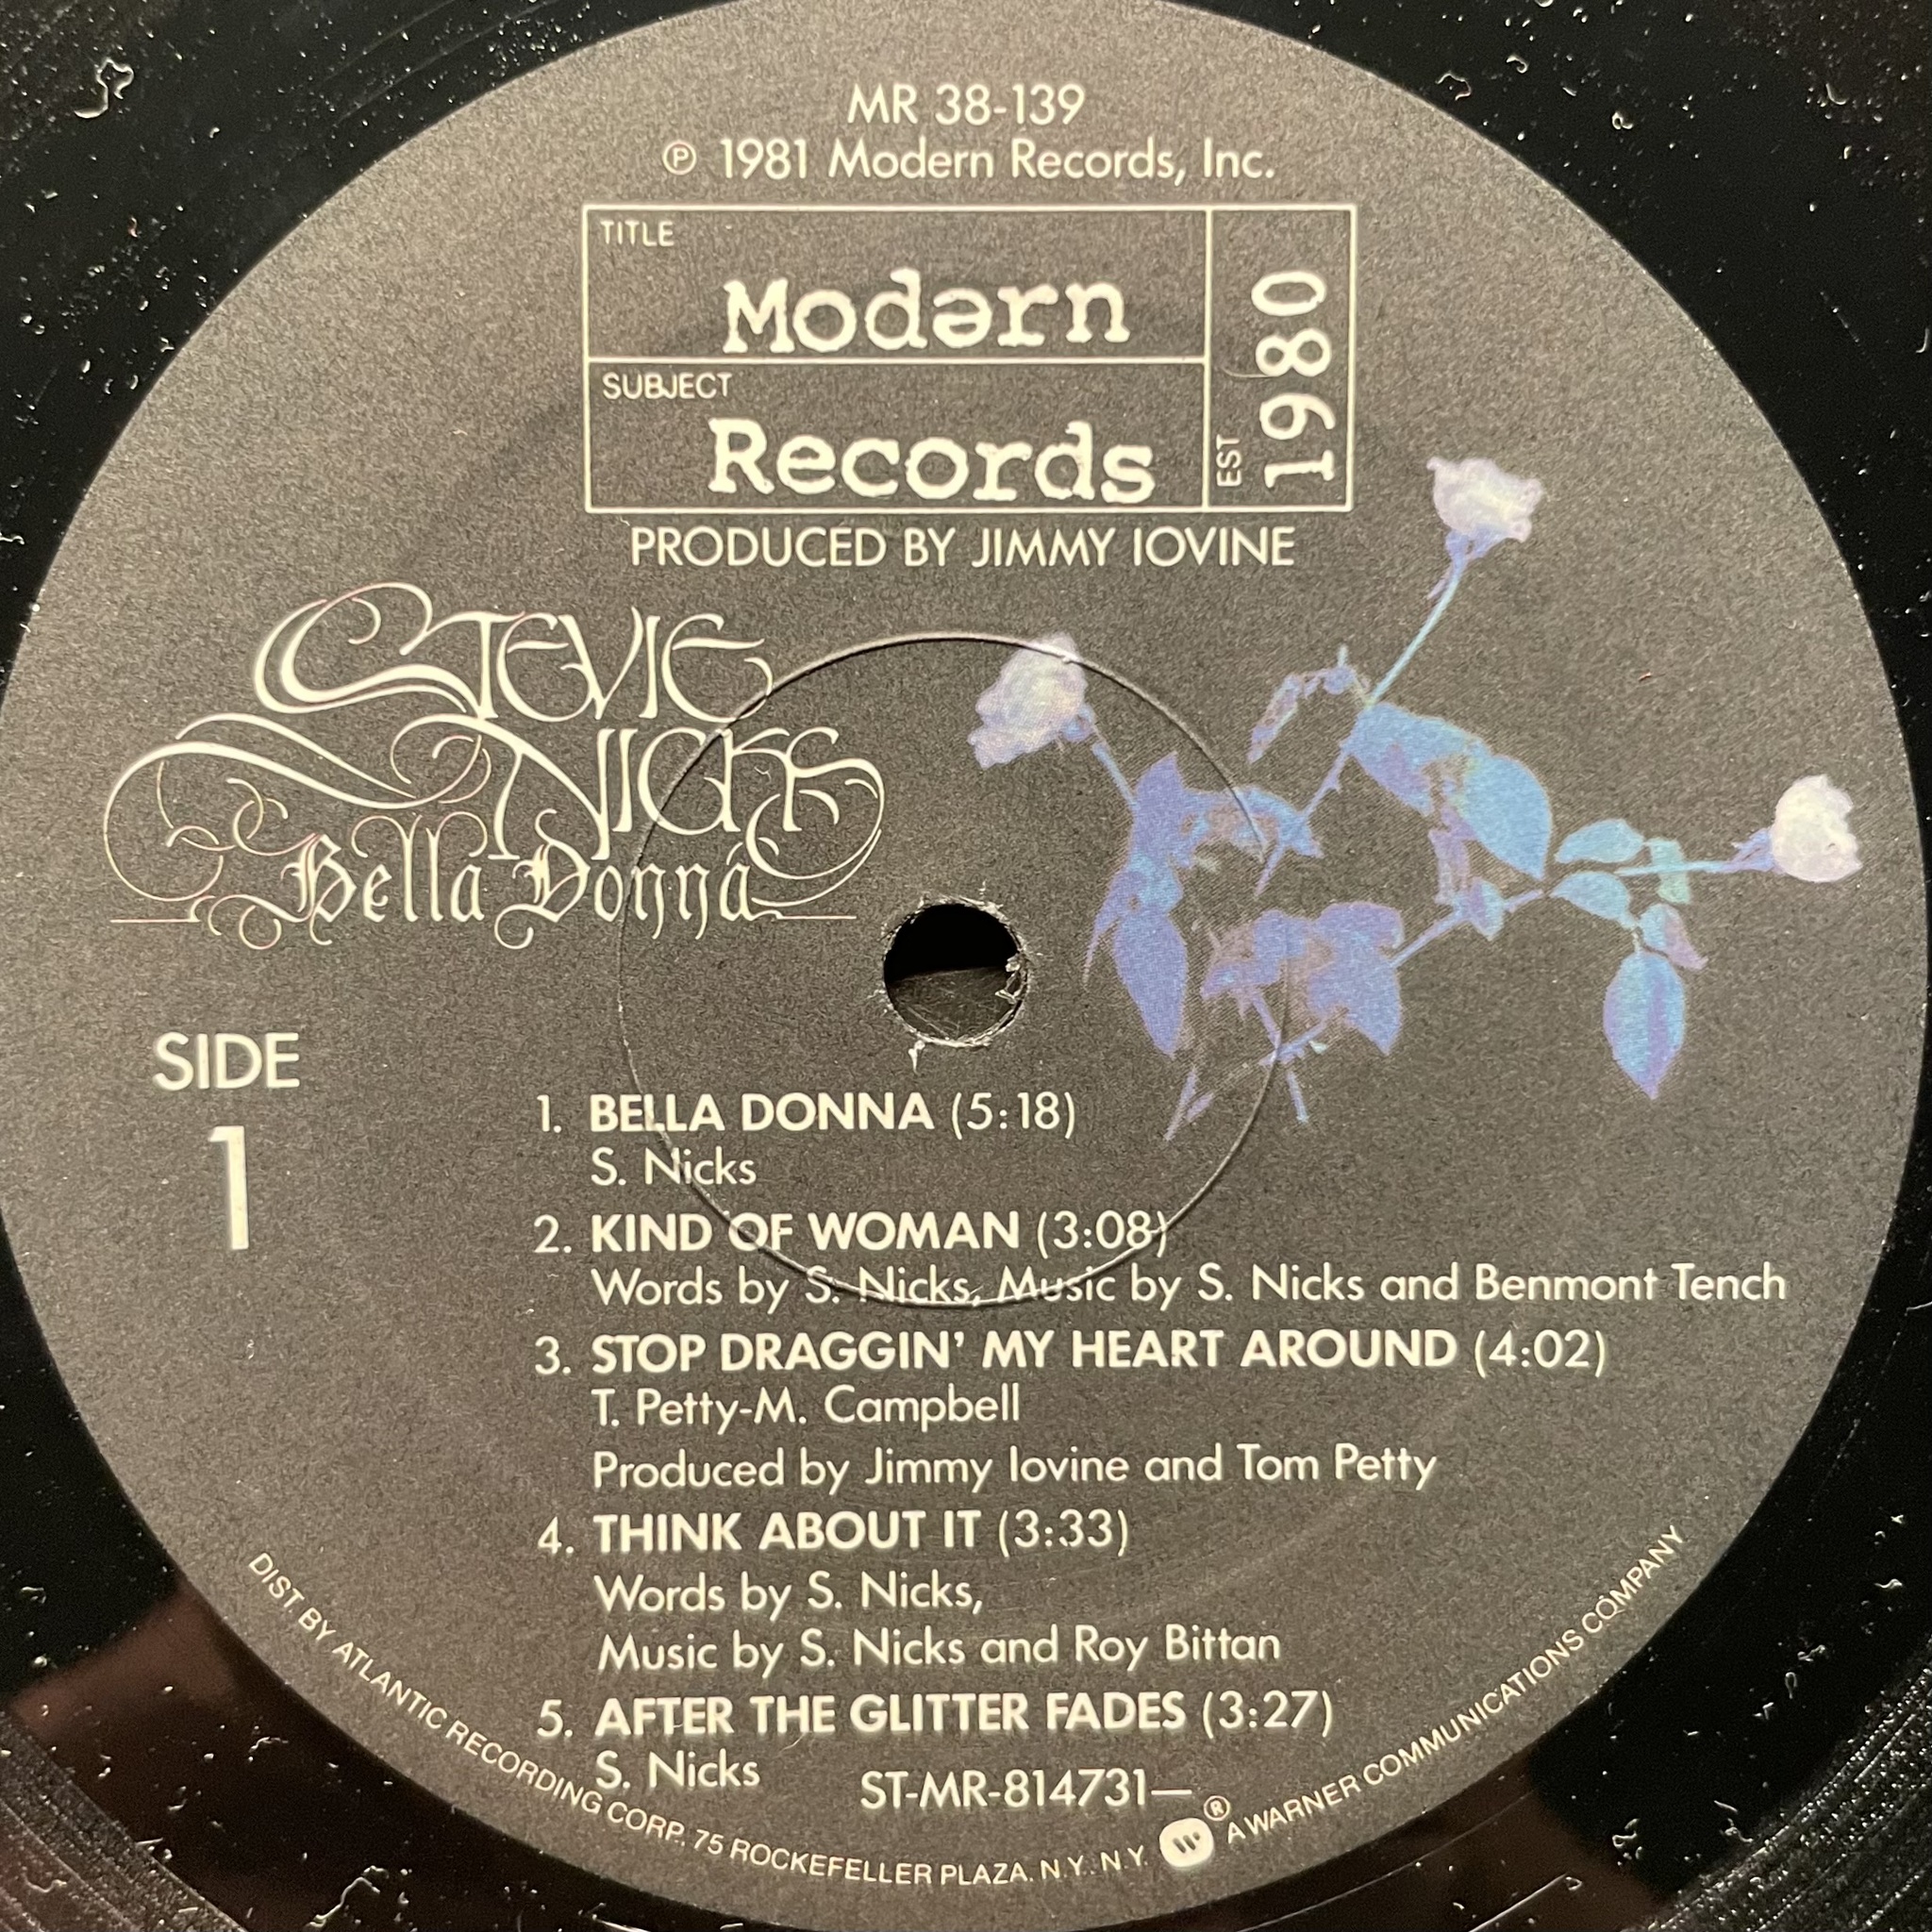 MR 38-139
℗ 1981 Modern Records, Inc.
TITLE
Modərn
SUBJECT
Records
EST
1980
PRODUCED BY JIMMY IOVINE
STEVIE
NICKS
Bella Donna
SIDE
1
1. BELLA DONNA (5:18)
S. Nicks
2. KIND OF WOMAN (3:08)
Words by S. Nicks, Music by S. Nicks and Benmont Tench
3. STOP DRAGGIN' MY HEART AROUND (4:02)
T. Petty-M. Campbell
Produced by Jimmy Iovine and Tom Petty
4. THINK ABOUT IT (3:33)
Words by S. Nicks,
Music by S. Nicks and Roy Bittan
5. AFTER THE GLITTER FADES (3:27)
S. Nicks
ST-MR-814731—
DIST. BY ATLANTIC RECORDING CORP. 75 ROCKEFELLER PLAZA. N.Y. N.Y. W ® A WARNER COMMUNICATIONS COMPANY